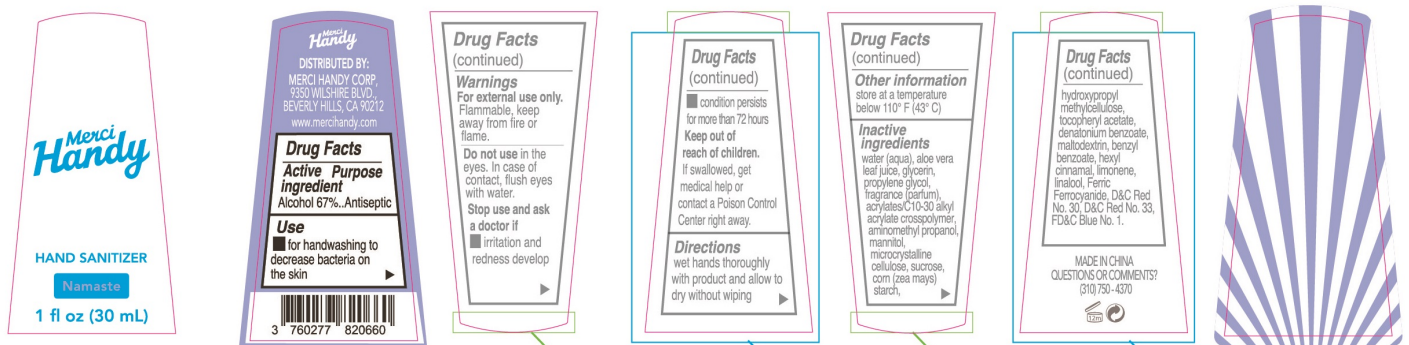 Merci
Handy
HAND SANITIZER
Namaste
1 fl oz (30 mL)
Merci
Handy
DISTRIBUTED BY:
MERCI HANDY CORP,
9350 WILSHIRE BLVD.,
BEVERLY HILLS, CA 90212
www.mercihandy.com
Drug Facts
Active Purpose
ingredient
Alcohol 67%..Antiseptic
Use
■ for handwashing to
decrease bacteria on
the skin
3 760277 820660
Drug Facts
(continued)
Warnings
For external use only.
Flammable, keep
away from fire or
flame.
Do not use in the
eyes. In case of
contact, flush eyes
with water.
Stop use and ask
a doctor if
■ irritation and
redness develop
Drug Facts
(continued)
■ condition persists
for more than 72 hours
Keep out of
reach of children.
If swallowed, get
medical help or
contact a Poison Control
Center right away.
Directions
wet hands thoroughly
with product and allow to
dry without wiping
Drug Facts
(continued)
Other information
store at a temperature
below 110° F (43° C)
Inactive
ingredients
water (aqua), aloe vera
leaf juice, glycerin,
propylene glycol,
fragrance (parfum),
acrylates/C10-30 alkyl
acrylate crosspolymer,
aminomethyl propanol,
mannitol,
microcrystalline
cellulose, sucrose,
corn (zea mays)
starch,
Drug Facts
(continued)
hydroxypropyl
methylcellulose,
tocopheryl acetate,
denatonium benzoate,
maltodextrin, benzyl
benzoate, hexyl
cinnamal, limonene,
linalool, Ferric
Ferrocyanide, D&C Red
No. 30, D&C Red No. 33,
FD&C Blue No. 1.
MADE IN CHINA
QUESTIONS OR COMMENTS?
(310) 750 - 4370
12m